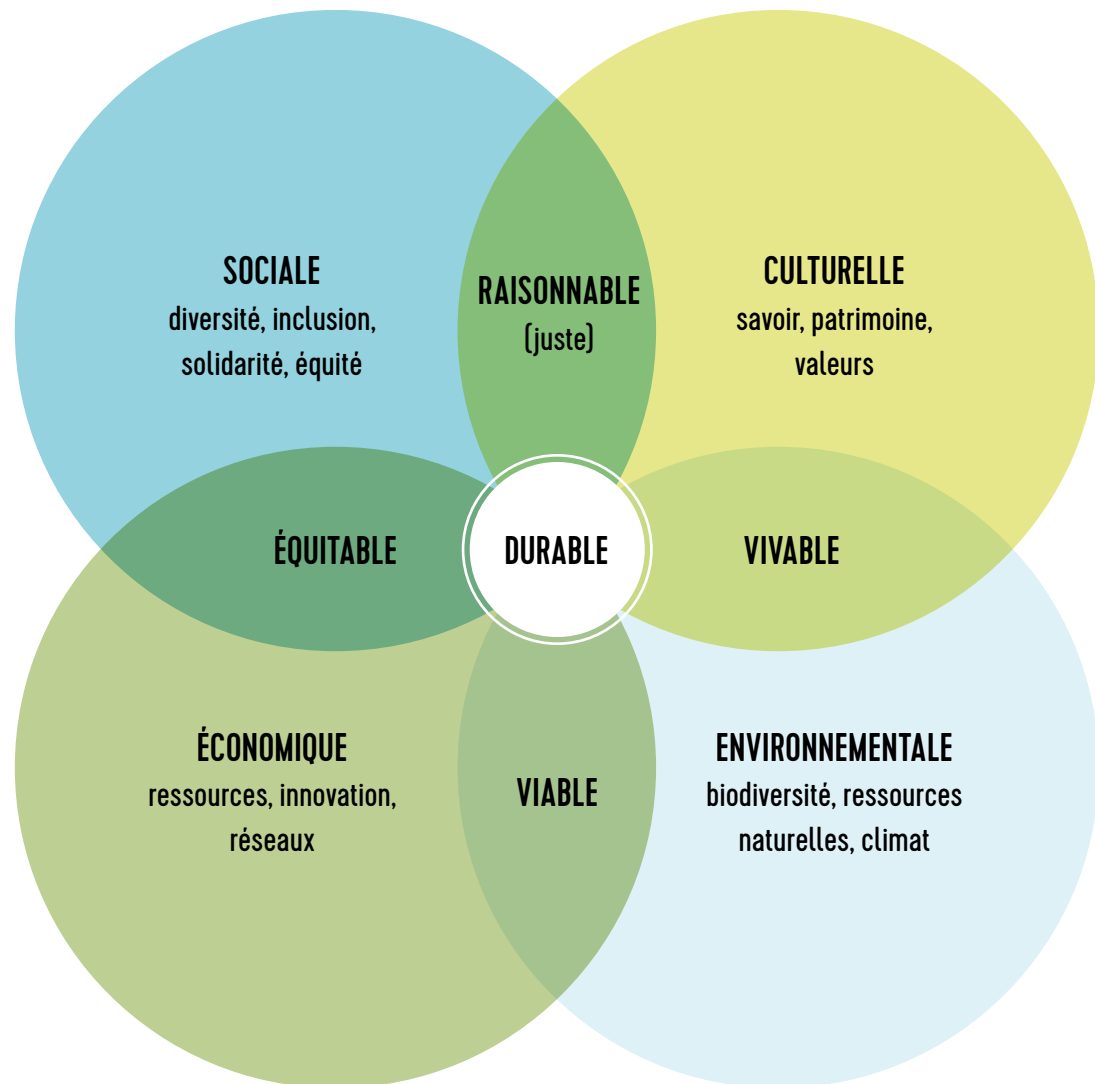 SOCIALE
diversité, inclusion,
solidarité, équité
RAISONNABLE
(juste)
CULTURELLE
savoir, patrimoine,
valeurs
ÉQUITABLE
DURABLE
VIVABLE
ÉCONOMIQUE
ressources, innovation,
réseaux
VIABLE
ENVIRONNEMENTALE
biodiversité, ressources
naturelles, climat